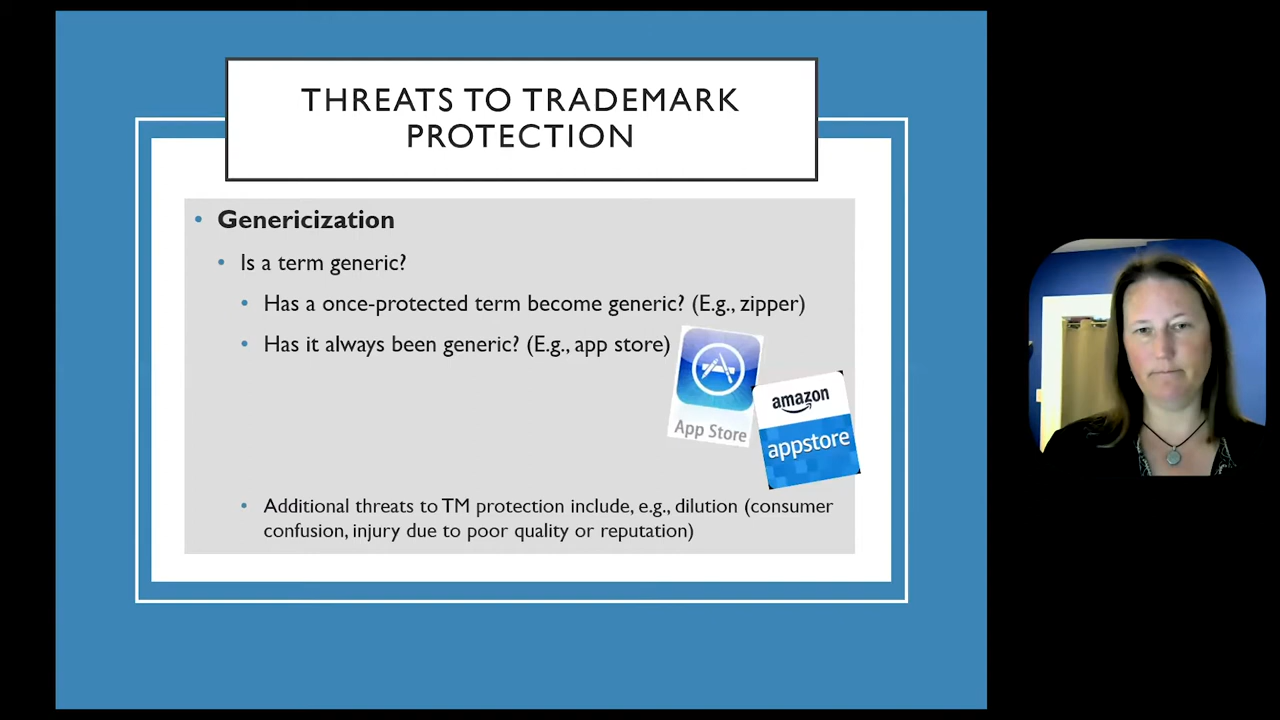 THREATS TO TRADEMARK
PROTECTION
• Genericization
• Is a term generic?
• Has a once-protected term become generic? (E.g., zipper)
• Has it always been generic? (E.g., app store)
App Store
amazon
appstore
• Additional threats to TM protection include, e.g., dilution (consumer
confusion, injury due to poor quality or reputation)